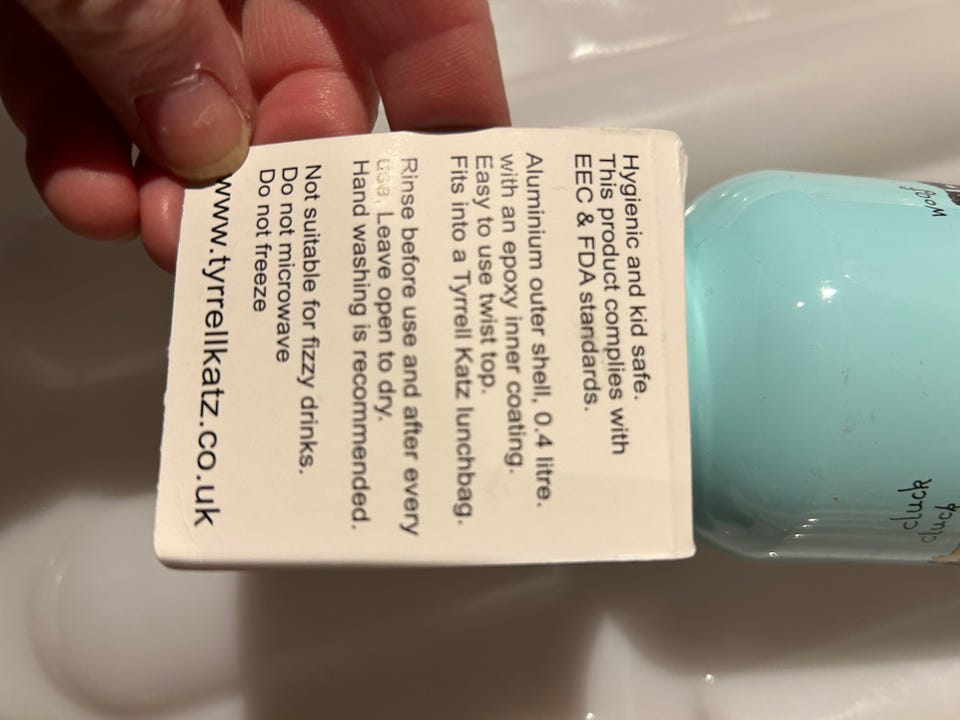 Hygienic and kid safe.
This product complies with
EEC & FDA standards.
Aluminium outer shell, 0.4 litre.
with an epoxy inner coating.
Easy to use twist top.
Fits into a Tyrrell Katz lunchbag.
Rinse before use and after every
use. Leave open to dry.
Hand washing is recommended.
Not suitable for fizzy drinks.
Do not microwave
Do not freeze
www.tyrrellkatz.co.uk
woof
cluck
cluck